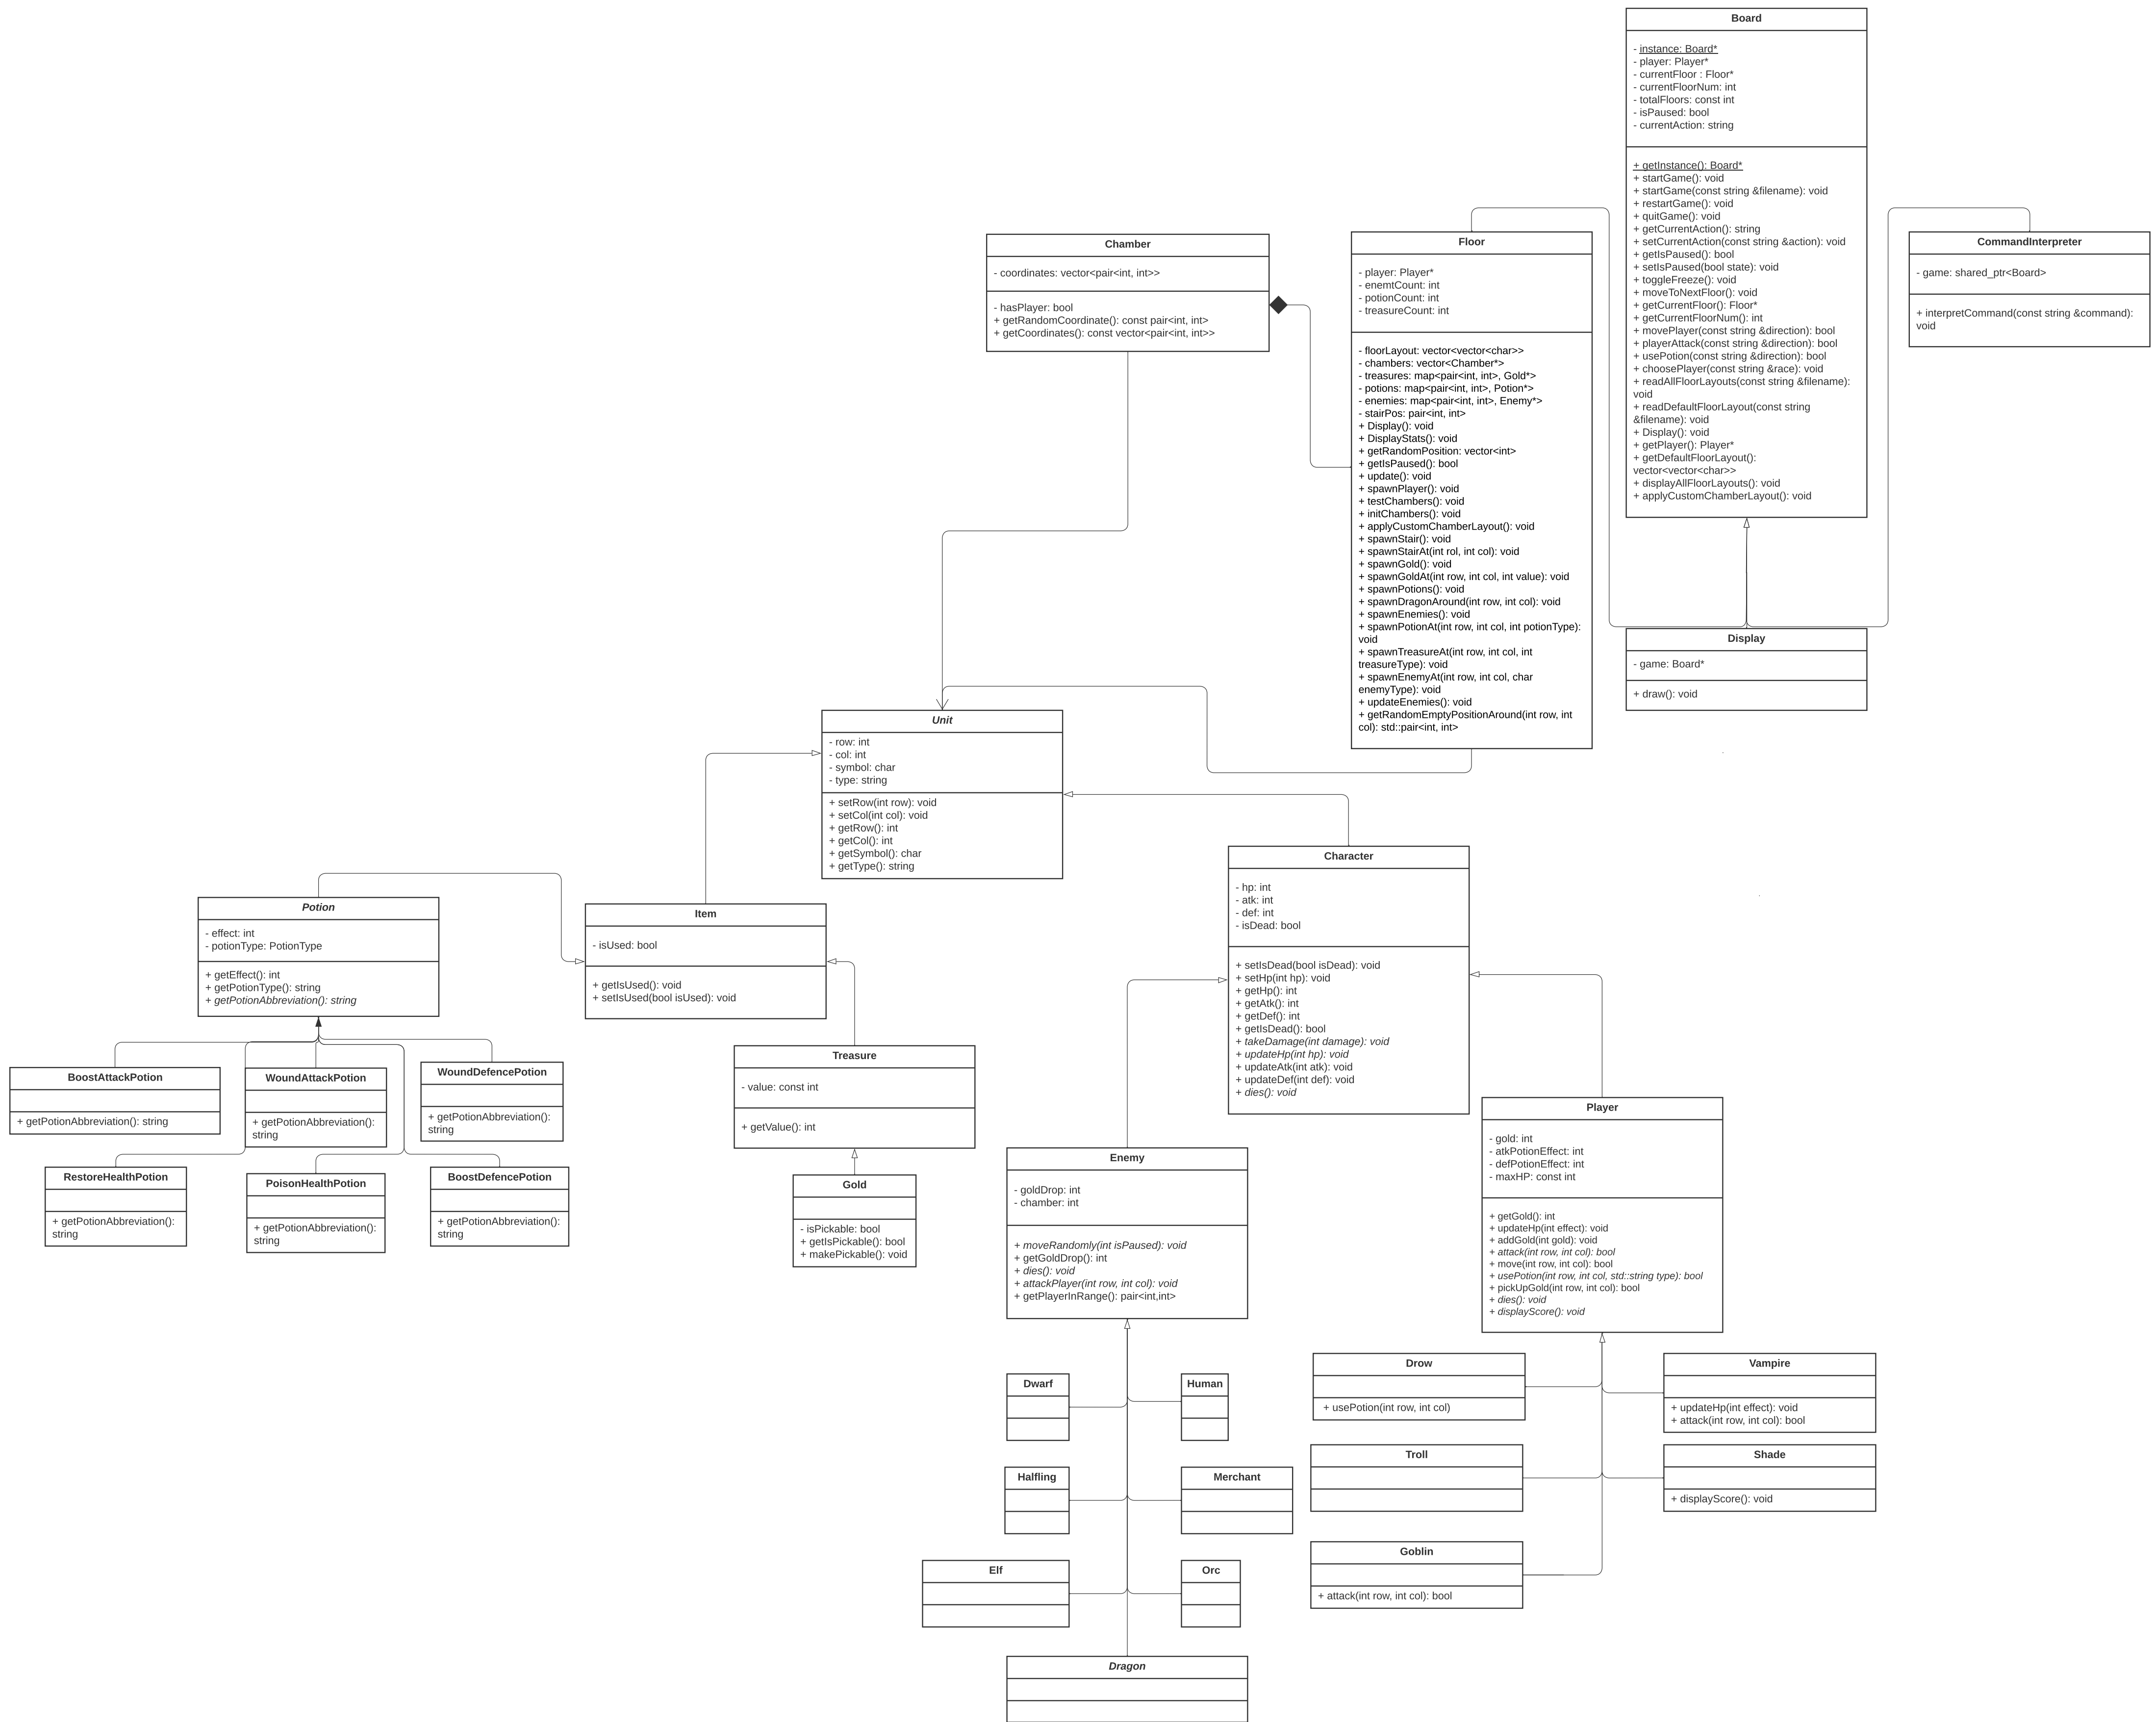 Board
- instance: Board*
- player: Player*
- currentFloor : Floor*
- currentFloorNum: int
- totalFloors: const int
- isPaused: bool
- currentAction: string
+ getInstance(): Board*
+ startGame(): void
+ startGame(const string &filename): void
+ restartGame(): void
+ quitGame(): void
+ getCurrentAction(): string
+ setCurrentAction(const string &action): void
+ getIsPaused(): bool
+ setIsPaused(bool state): void
+ toggleFreeze(): void
+ moveToNextFloor(): void
+ getCurrentFloor(): Floor*
+ getCurrentFloorNum(): int
+ movePlayer(const string &direction): bool
+ playerAttack(const string &direction): bool
+ usePotion(const string &direction): bool
+ choosePlayer(const string &race): void
+ readAllFloorLayouts(const string &filename):
void
+ readDefaultFloorLayout(const string
&filename): void
+ Display(): void
+ getPlayer(): Player*
+ getDefaultFloorLayout():
vector<vector<char>>
+ displayAllFloorLayouts(): void
+ applyCustomChamberLayout(): void
Chamber
- coordinates: vector<pair<int, int>>
- hasPlayer: bool
+ getRandomCoordinate(): const pair<int, int>
+ getCoordinates(): const vector<pair<int, int>>
Floor
- player: Player*
- enemtCount: int
- potionCount: int
- treasureCount: int
- floorLayout: vector<vector<char>>
- chambers: vector<Chamber*>
- treasures: map<pair<int, int>, Gold*>
- potions: map<pair<int, int>, Potion*>
- enemies: map<pair<int, int>, Enemy*>
- stairPos: pair<int, int>
+ Display(): void
+ DisplayStats(): void
+ getRandomPosition: vector<int>
+ getIsPaused(): bool
+ update(): void
+ spawnPlayer(): void
+ testChambers(): void
+ initChambers(): void
+ applyCustomChamberLayout(): void
+ spawnStair(): void
+ spawnStairAt(int rol, int col): void
+ spawnGold(): void
+ spawnGoldAt(int row, int col, int value): void
+ spawnPotions(): void
+ spawnDragonAround(int row, int col): void
+ spawnEnemies(): void
+ spawnPotionAt(int row, int col, int potionType):
void
+ spawnTreasureAt(int row, int col, int
treasureType): void
+ spawnEnemyAt(int row, int col, char
enemyType): void
+ updateEnemies(): void
+ getRandomEmptyPositionAround(int row, int
col): std::pair<int, int>
CommandInterpreter
- game: shared_ptr<Board>
+ interpretCommand(const string &command):
void
Display
- game: Board*
+ draw(): void
Unit
- row: int
- col: int
- symbol: char
- type: string
+ setRow(int row): void
+ setCol(int col): void
+ getRow(): int
+ getCol(): int
+ getSymbol(): char
+ getType(): string
Character
- hp: int
- atk: int
- def: int
- isDead: bool
+ setIsDead(bool isDead): void
+ setHp(int hp): void
+ getHp(): int
+ getAtk(): int
+ getDef(): int
+ getIsDead(): bool
+ takeDamage(int damage): void
+ updateHp(int hp): void
+ updateAtk(int atk): void
+ updateDef(int def): void
+ dies(): void
Potion
- effect: int
- potionType: PotionType
+ getEffect(): int
+ getPotionType(): string
+ getPotionAbbreviation(): string
Item
- isUsed: bool
+ getIsUsed(): void
+ setIsUsed(bool isUsed): void
Treasure
- value: const int
+ getValue(): int
Gold
- isPickable: bool
+ getIsPickable(): bool
+ makePickable(): void
BoostAttackPotion
+ getPotionAbbreviation(): string
WoundAttackPotion
+ getPotionAbbreviation():
string
WoundDefencePotion
+ getPotionAbbreviation():
string
RestoreHealthPotion
+ getPotionAbbreviation():
string
PoisonHealthPotion
+ getPotionAbbreviation():
string
BoostDefencePotion
+ getPotionAbbreviation():
string
Enemy
- goldDrop: int
- chamber: int
+ moveRandomly(int isPaused): void
+ getGoldDrop(): int
+ dies(): void
+ attackPlayer(int row, int col): void
+ getPlayerInRange(): pair<int,int>
Player
- gold: int
- atkPotionEffect: int
- defPotionEffect: int
- maxHP: const int
+ getGold(): int
+ updateHp(int effect): void
+ addGold(int gold): void
+ attack(int row, int col): bool
+ move(int row, int col): bool
+ usePotion(int row, int col, std::string type): bool
+ pickUpGold(int row, int col): bool
+ dies(): void
+ displayScore(): void
Dwarf
Human
Halfling
Merchant
Elf
Orc
Dragon
Drow
+ usePotion(int row, int col)
Vampire
+ updateHp(int effect): void
+ attack(int row, int col): bool
Troll
Shade
+ displayScore(): void
Goblin
+ attack(int row, int col): bool